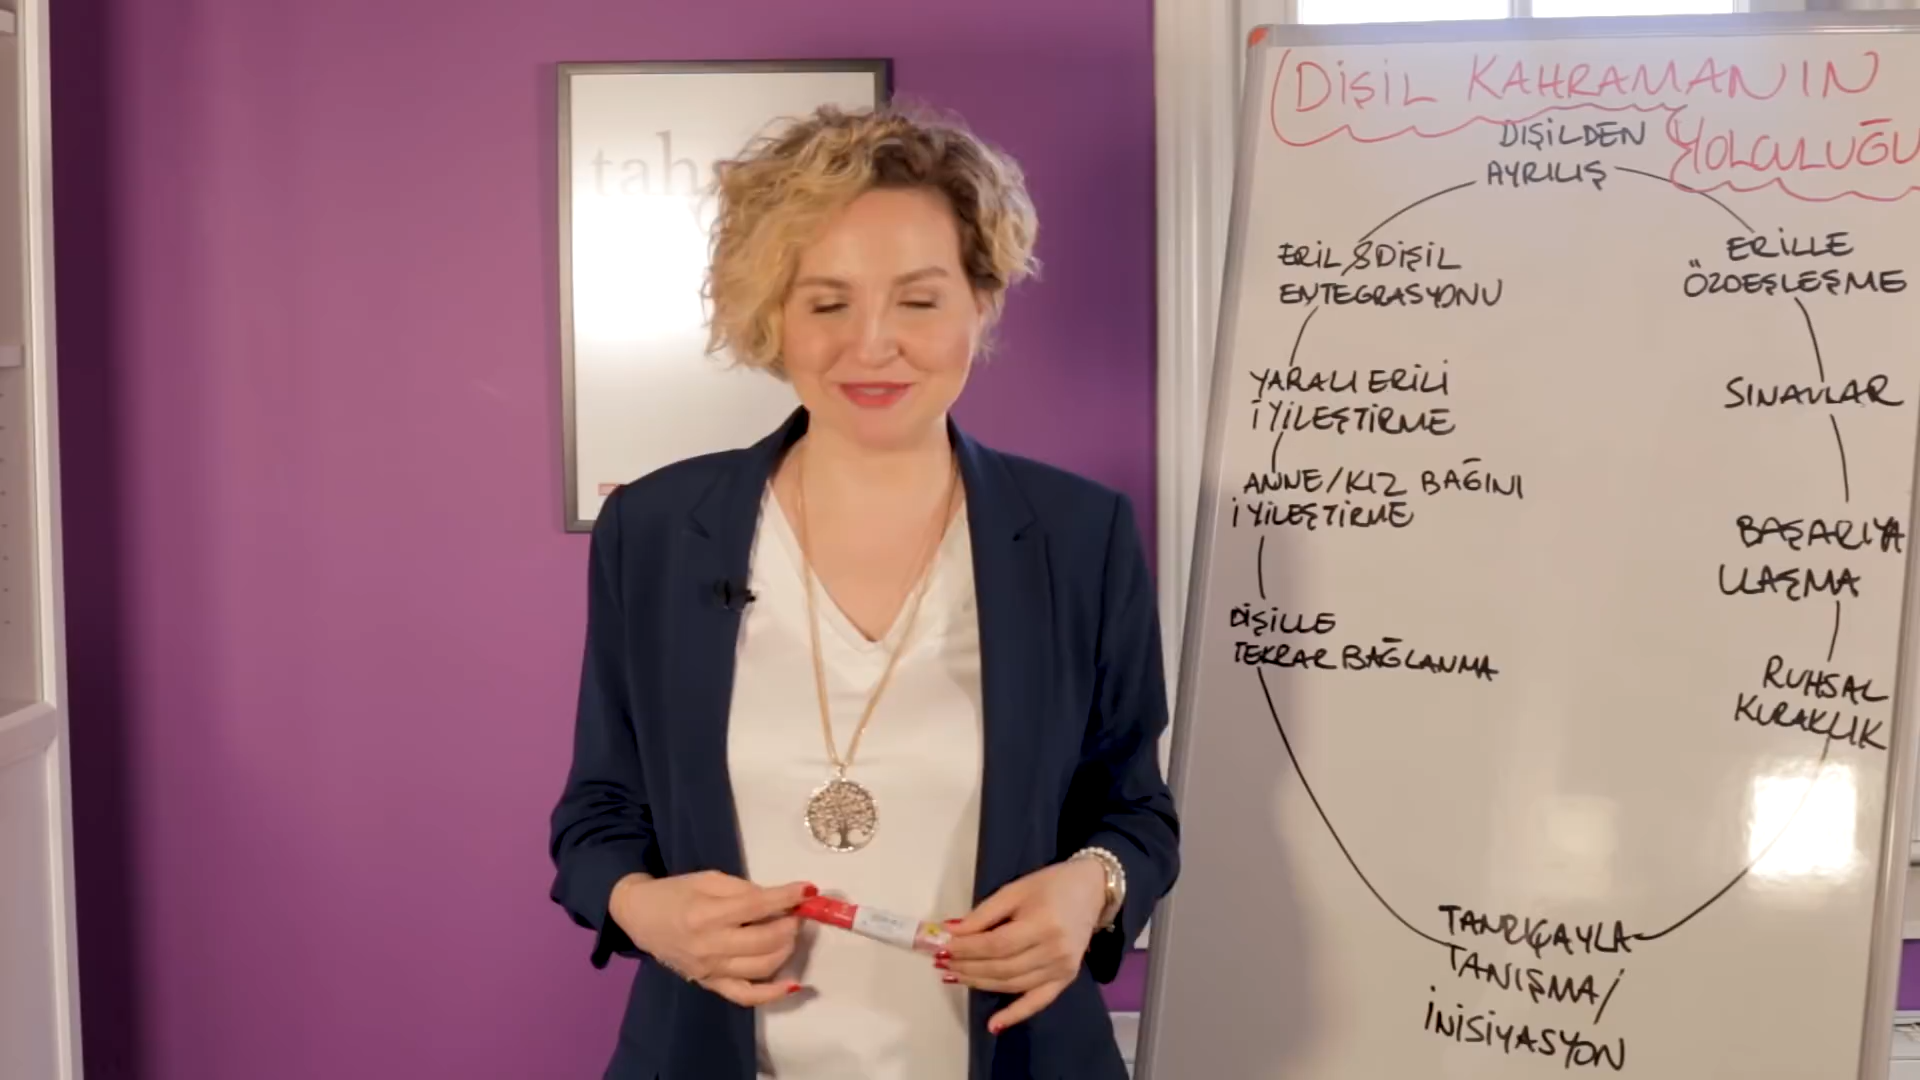 DİŞİL KAHRAMANIN
YOLCULUĞU
DIŞİLDEN
AYRILIŞ
ERİLLE
ÖZDEŞLEŞME
SINAVLAR
BAŞARIYA
ULAŞMA
RUHSAL
KURAKLIK
TANRIÇAYLA
TANIŞMA/
İNİSİYASYON
DİŞİLLE
TEKRAR BAĞLANMA
ANNE/KIZ BAĞINI
İYİLEŞTİRME
YARALI ERİLİ
İYİLEŞTİRME
ERİL & DİŞİL
ENTEGRASYONU